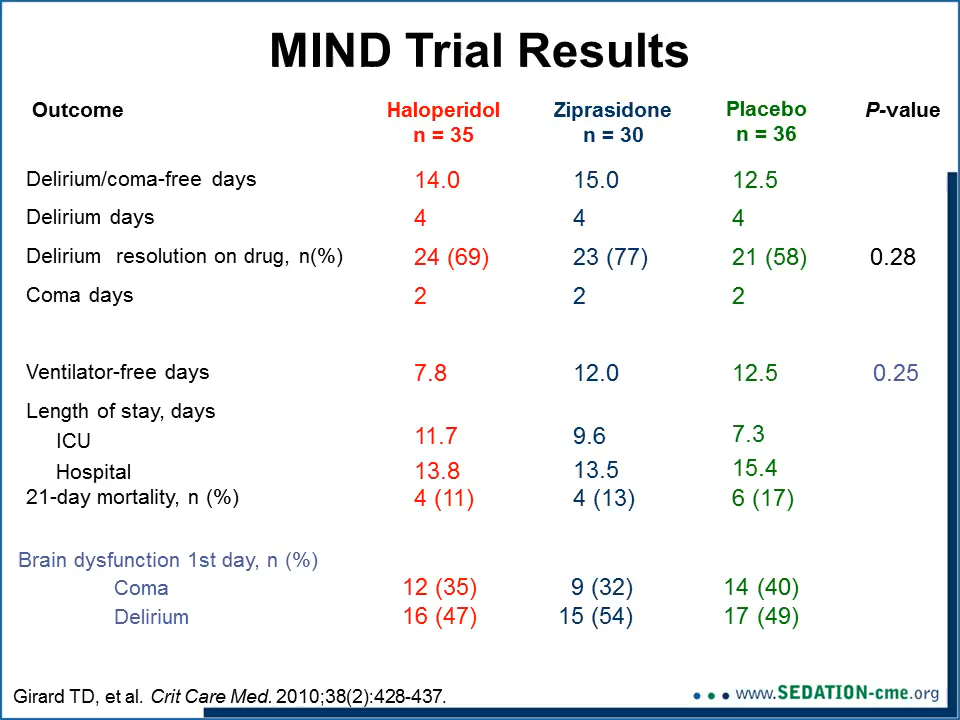 MIND Trial Results
Outcome Haloperidol Ziprasidone Placebo P-value
n = 35 n = 30 n = 36
Delirium/coma-free days 14.0 15.0 12.5
Delirium days 4 4 4
Delirium resolution on drug, n(%) 24 (69) 23 (77) 21 (58) 0.28
Coma days 2 2 2
Ventilator-free days 7.8 12.0 12.5 0.25
Length of stay, days
ICU 11.7 9.6 7.3
Hospital 13.8 13.5 15.4
21-day mortality, n (%) 4 (11) 4 (13) 6 (17)
Brain dysfunction 1st day, n (%)
Coma 12 (35) 9 (32) 14 (40)
Delirium 16 (47) 15 (54) 17 (49)
Girard TD, et al. Crit Care Med. 2010;38(2):428-437.
www.SEDATION-cme.org